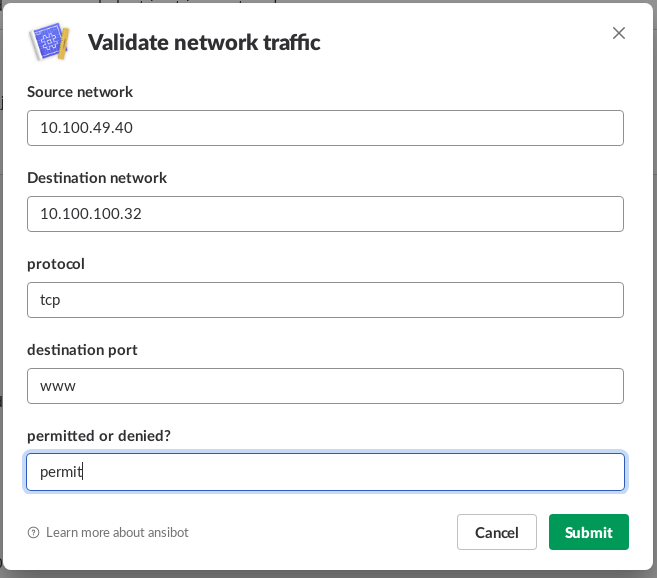 Validate network traffic
Source network
10.100.49.40
Destination network
10.100.100.32
protocol
tcp
destination port
www
permitted or denied?
permit
Learn more about ansibot
Cancel
Submit